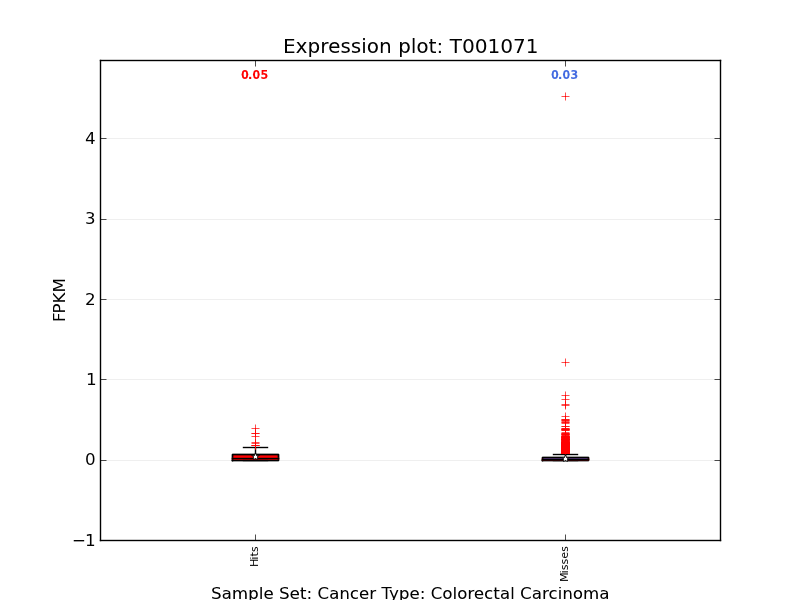 Expression plot: T001071
0.05
0.03
4
3
2
1
0
−1
FPKM
Hits
Misses
Sample Set: Cancer Type: Colorectal Carcinoma